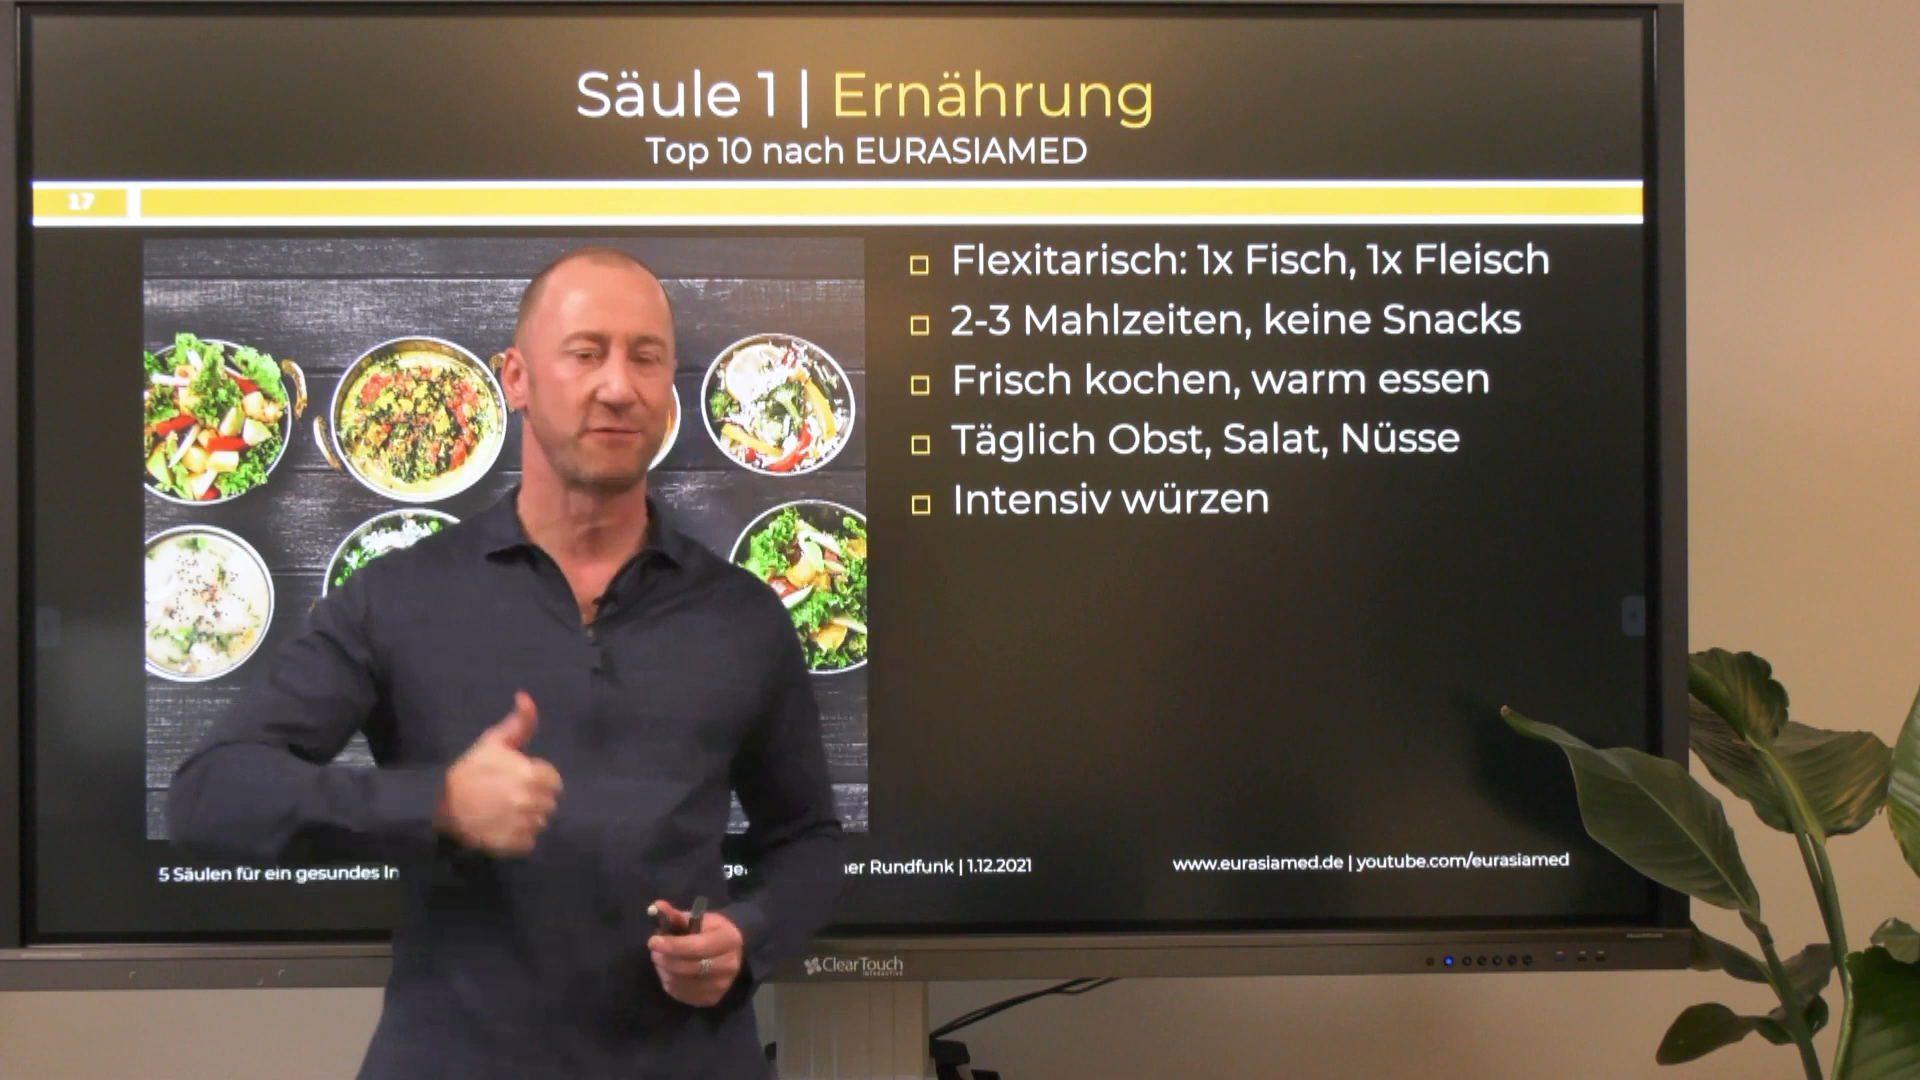 Säule 1 | Ernährung
Top 10 nach EURASIAMED
17
Flexitarisch: 1x Fisch, 1x Fleisch
2-3 Mahlzeiten, keine Snacks
Frisch kochen, warm essen
Täglich Obst, Salat, Nüsse
Intensiv würzen
5 Säulen für ein gesundes Rundfunk | 1.12.2021
www.eurasiamed.de | youtube.com/eurasiamed
ClearTouch
INTERACTIVE